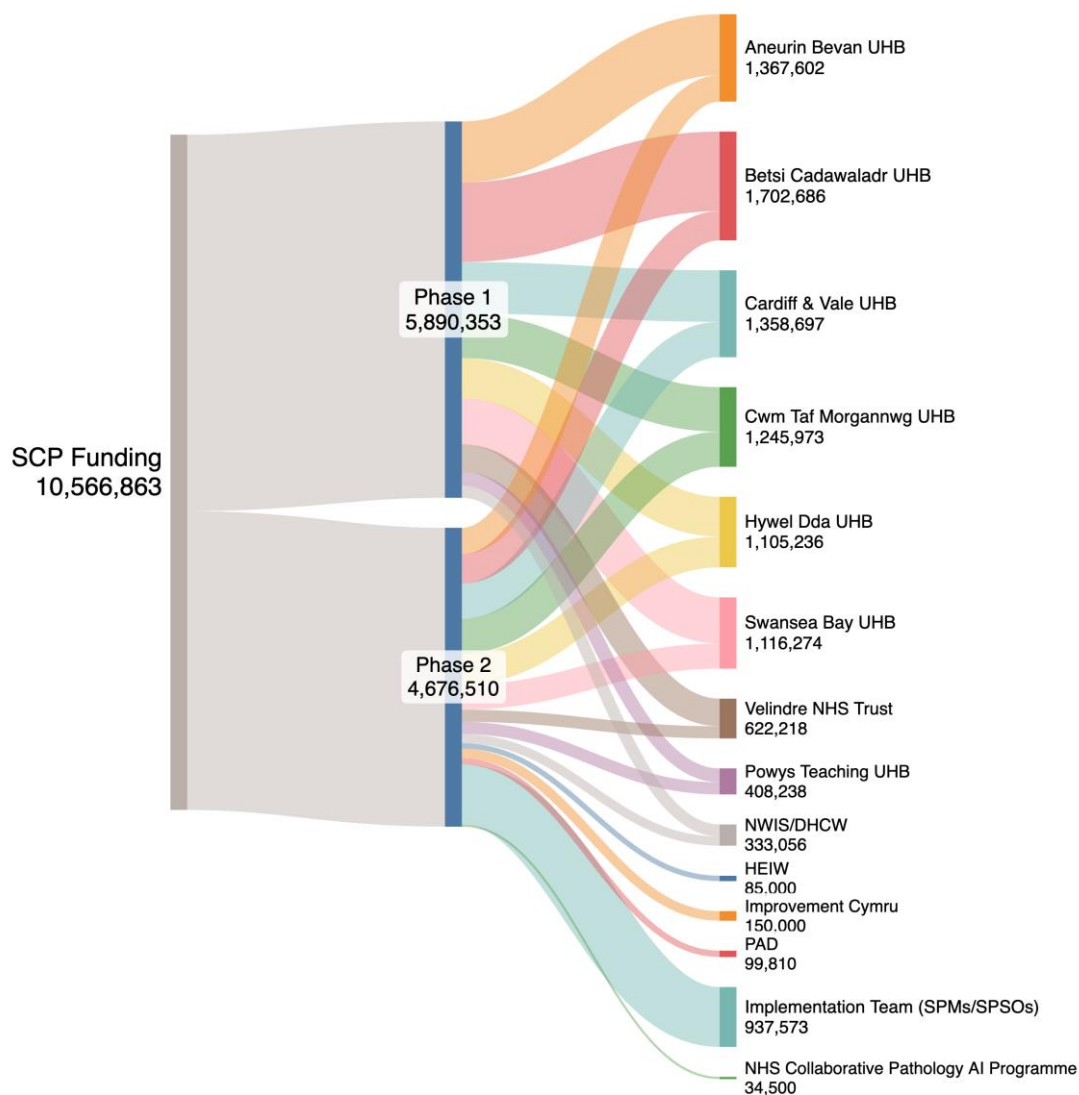 SCP Funding
10,566,863
Phase 1
5,890,353
Phase 2
4,676,510
Aneurin Bevan UHB
1,367,602
Betsi Cadawaladr UHB
1,702,686
Cardiff & Vale UHB
1,358,697
Cwm Taf Morgannwg UHB
1,245,973
Hywel Dda UHB
1,105,236
Swansea Bay UHB
1,116,274
Velindre NHS Trust
622,218
Powys Teaching UHB
408,238
NWIS/DHCW
333,056
HEIW
85,000
Improvement Cymru
150,000
PAD
99,810
Implementation Team (SPMs/SPSOs)
937,573
NHS Collaborative Pathology AI Programme
34,500